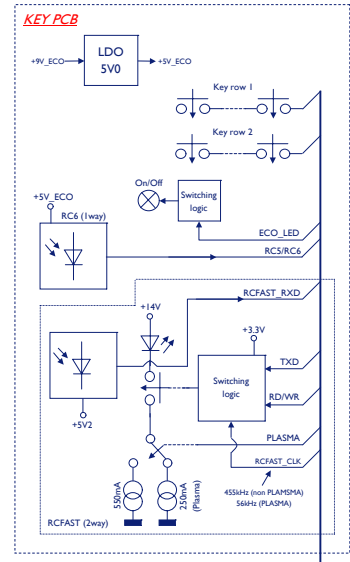 KEY PCB
LDO
5V0
+9V_ECO
+5V_ECO
Key row 1
Key row 2
On/Off
Switching
logic
+5V_ECO
RC6 (1way)
ECO_LED
RC5/RC6
RCFAST_RXD
+14V
+3.3V
TXD
Switching
logic
RD/WR
+5V2
PLASMA
RCFAST_CLK
550mA
250mA
(Plasma)
455kHz (non PLAMSMA)
56kHz (PLASMA)
RCFAST (2way)